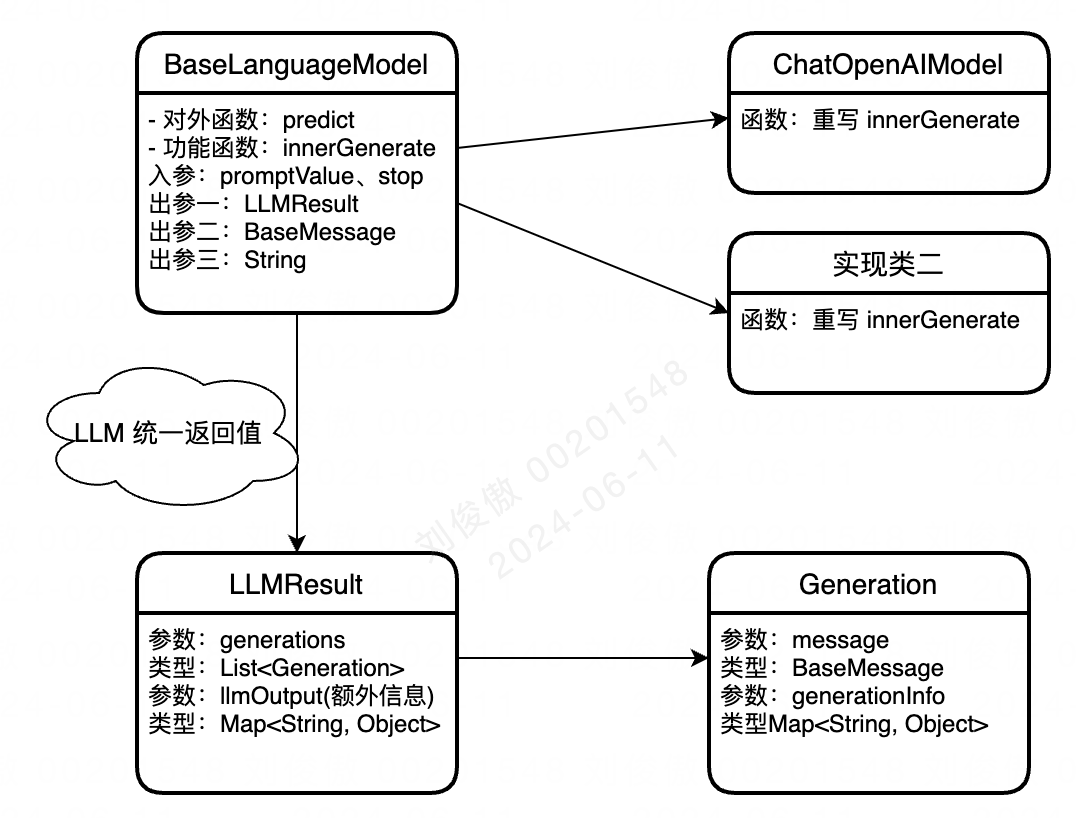 BaseLanguageModel
- 对外函数：predict
- 功能函数：innerGenerate
入参：promptValue、stop
出参一：LLMResult
出参二：BaseMessage
出参三：String
ChatOpenAIModel
函数：重写 innerGenerate
实现类二
函数：重写 innerGenerate
LLM 统一返回值
刘俊傲 00201548
2024-06-11
LLMResult
参数：generations
类型：List<Generation>
参数：llmOutput(额外信息)
类型：Map<String, Object>
Generation
参数：message
类型：BaseMessage
参数：generationInfo
类型Map<String, Object>